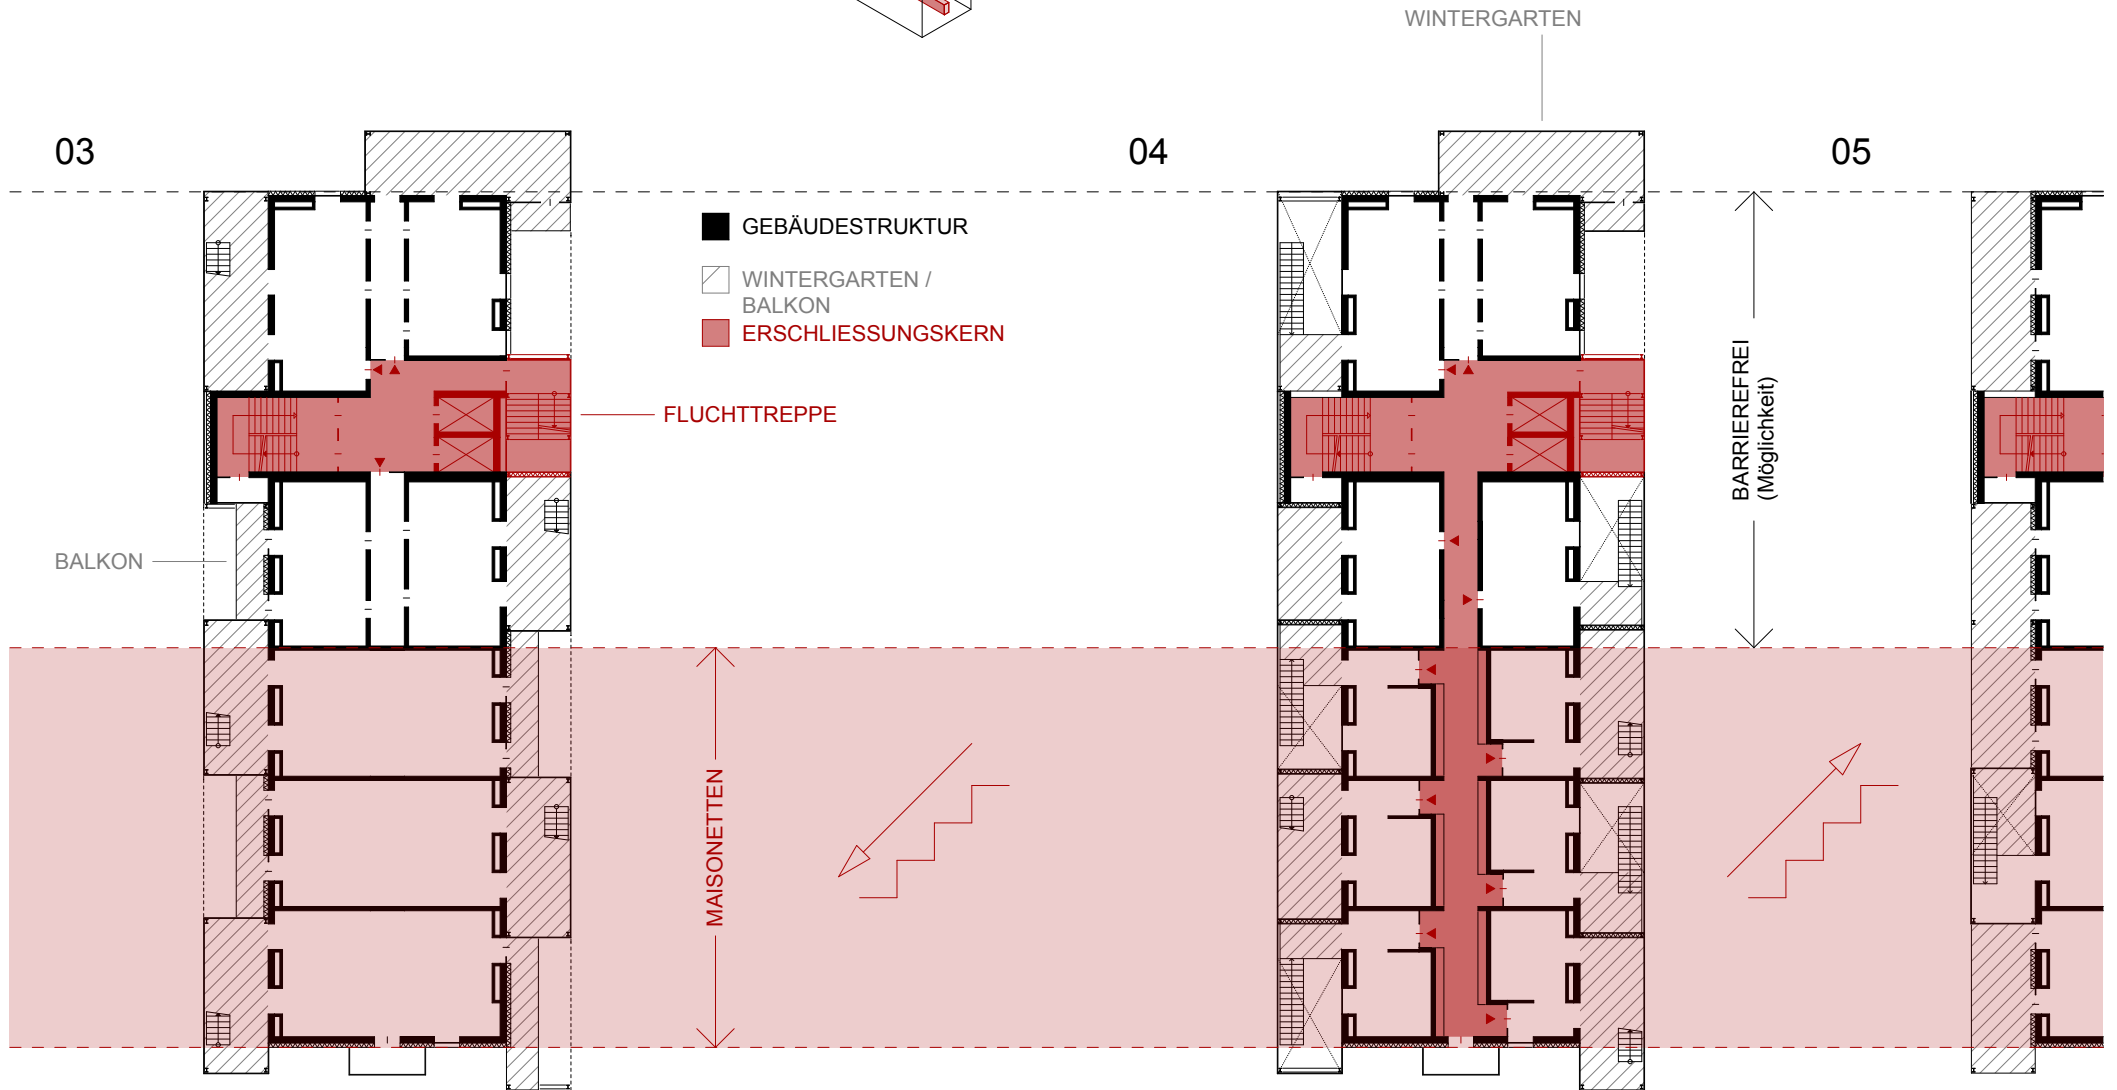 WINTERGARTEN
03
04
05
GEBÄUDESTRUKTUR
WINTERGARTEN /
BALKON
ERSCHLIESSUNGSKERN
FLUCHTTREPPE
BALKON
BARRIEREFREI
(Möglichkeit)
MAISONETTEN